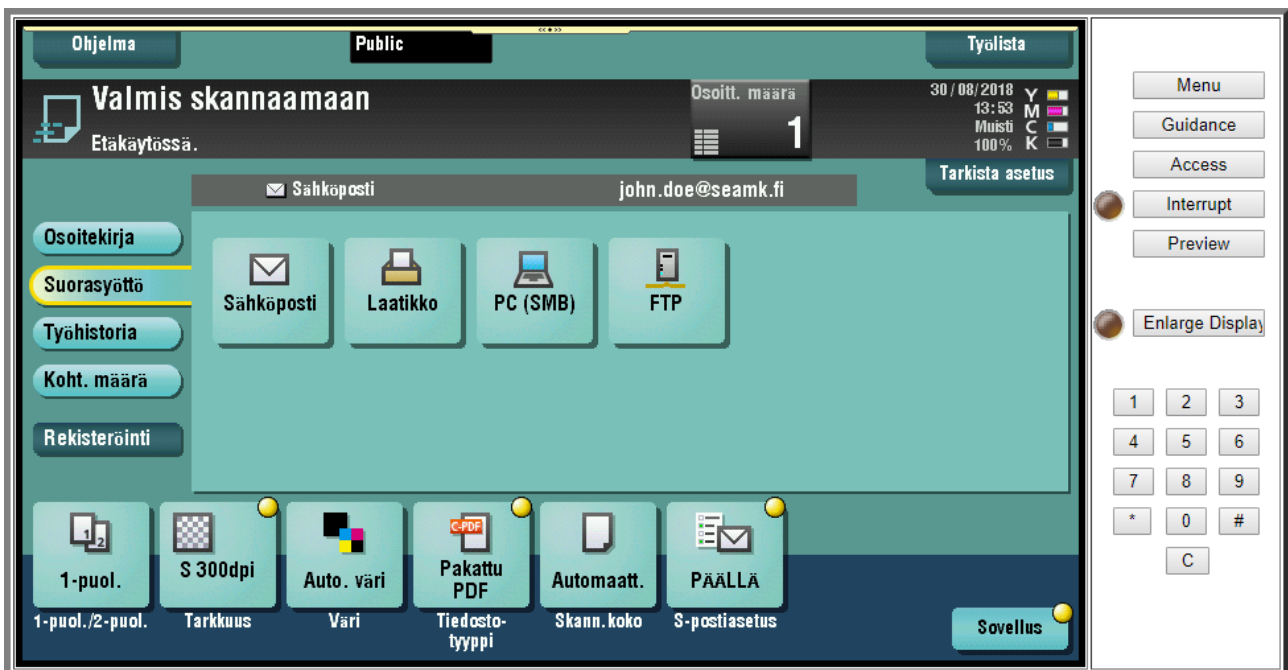 Ohjelma
Public
Työlista
Valmis skannaamaan
Etäkäytössä.
Osoitt. määrä
1
30/08/2018
13:53
Muisti
100%
Y
M
C
K
Tarkista asetus
Sähköposti
john.doe@seamk.fi
Osoitekirja
Suorasyöttö
Työhistoria
Koht. määrä
Rekisteröinti
Sähköposti
Laatikko
PC (SMB)
FTP
1 2
1-puol.
1-puol./2-puol.
S 300dpi
Tarkkuus
Auto. väri
Väri
C-PDF
Pakattu
PDF
Tiedosto-
tyyppi
Automaatt.
Skann.koko
PÄÄLLÄ
S-postiasetus
Sovellus
Menu
Guidance
Access
Interrupt
Preview
Enlarge Display
1 2 3
4 5 6
7 8 9
* 0 #
C